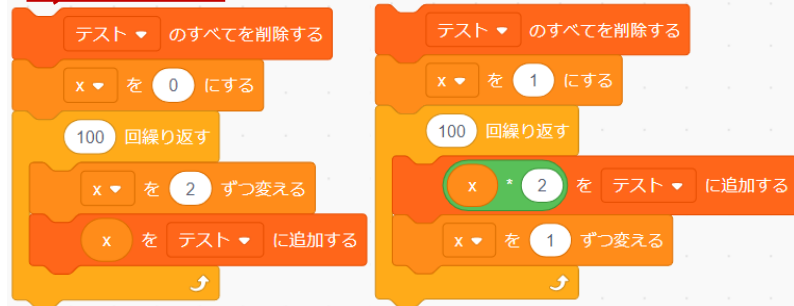 テスト のすべてを削除する
x を 0 にする
100 回繰り返す
x を 2 ずつ変える
x を テスト に追加する
テスト のすべてを削除する
x を 1 にする
100 回繰り返す
x * 2 を テスト に追加する
x を 1 ずつ変える